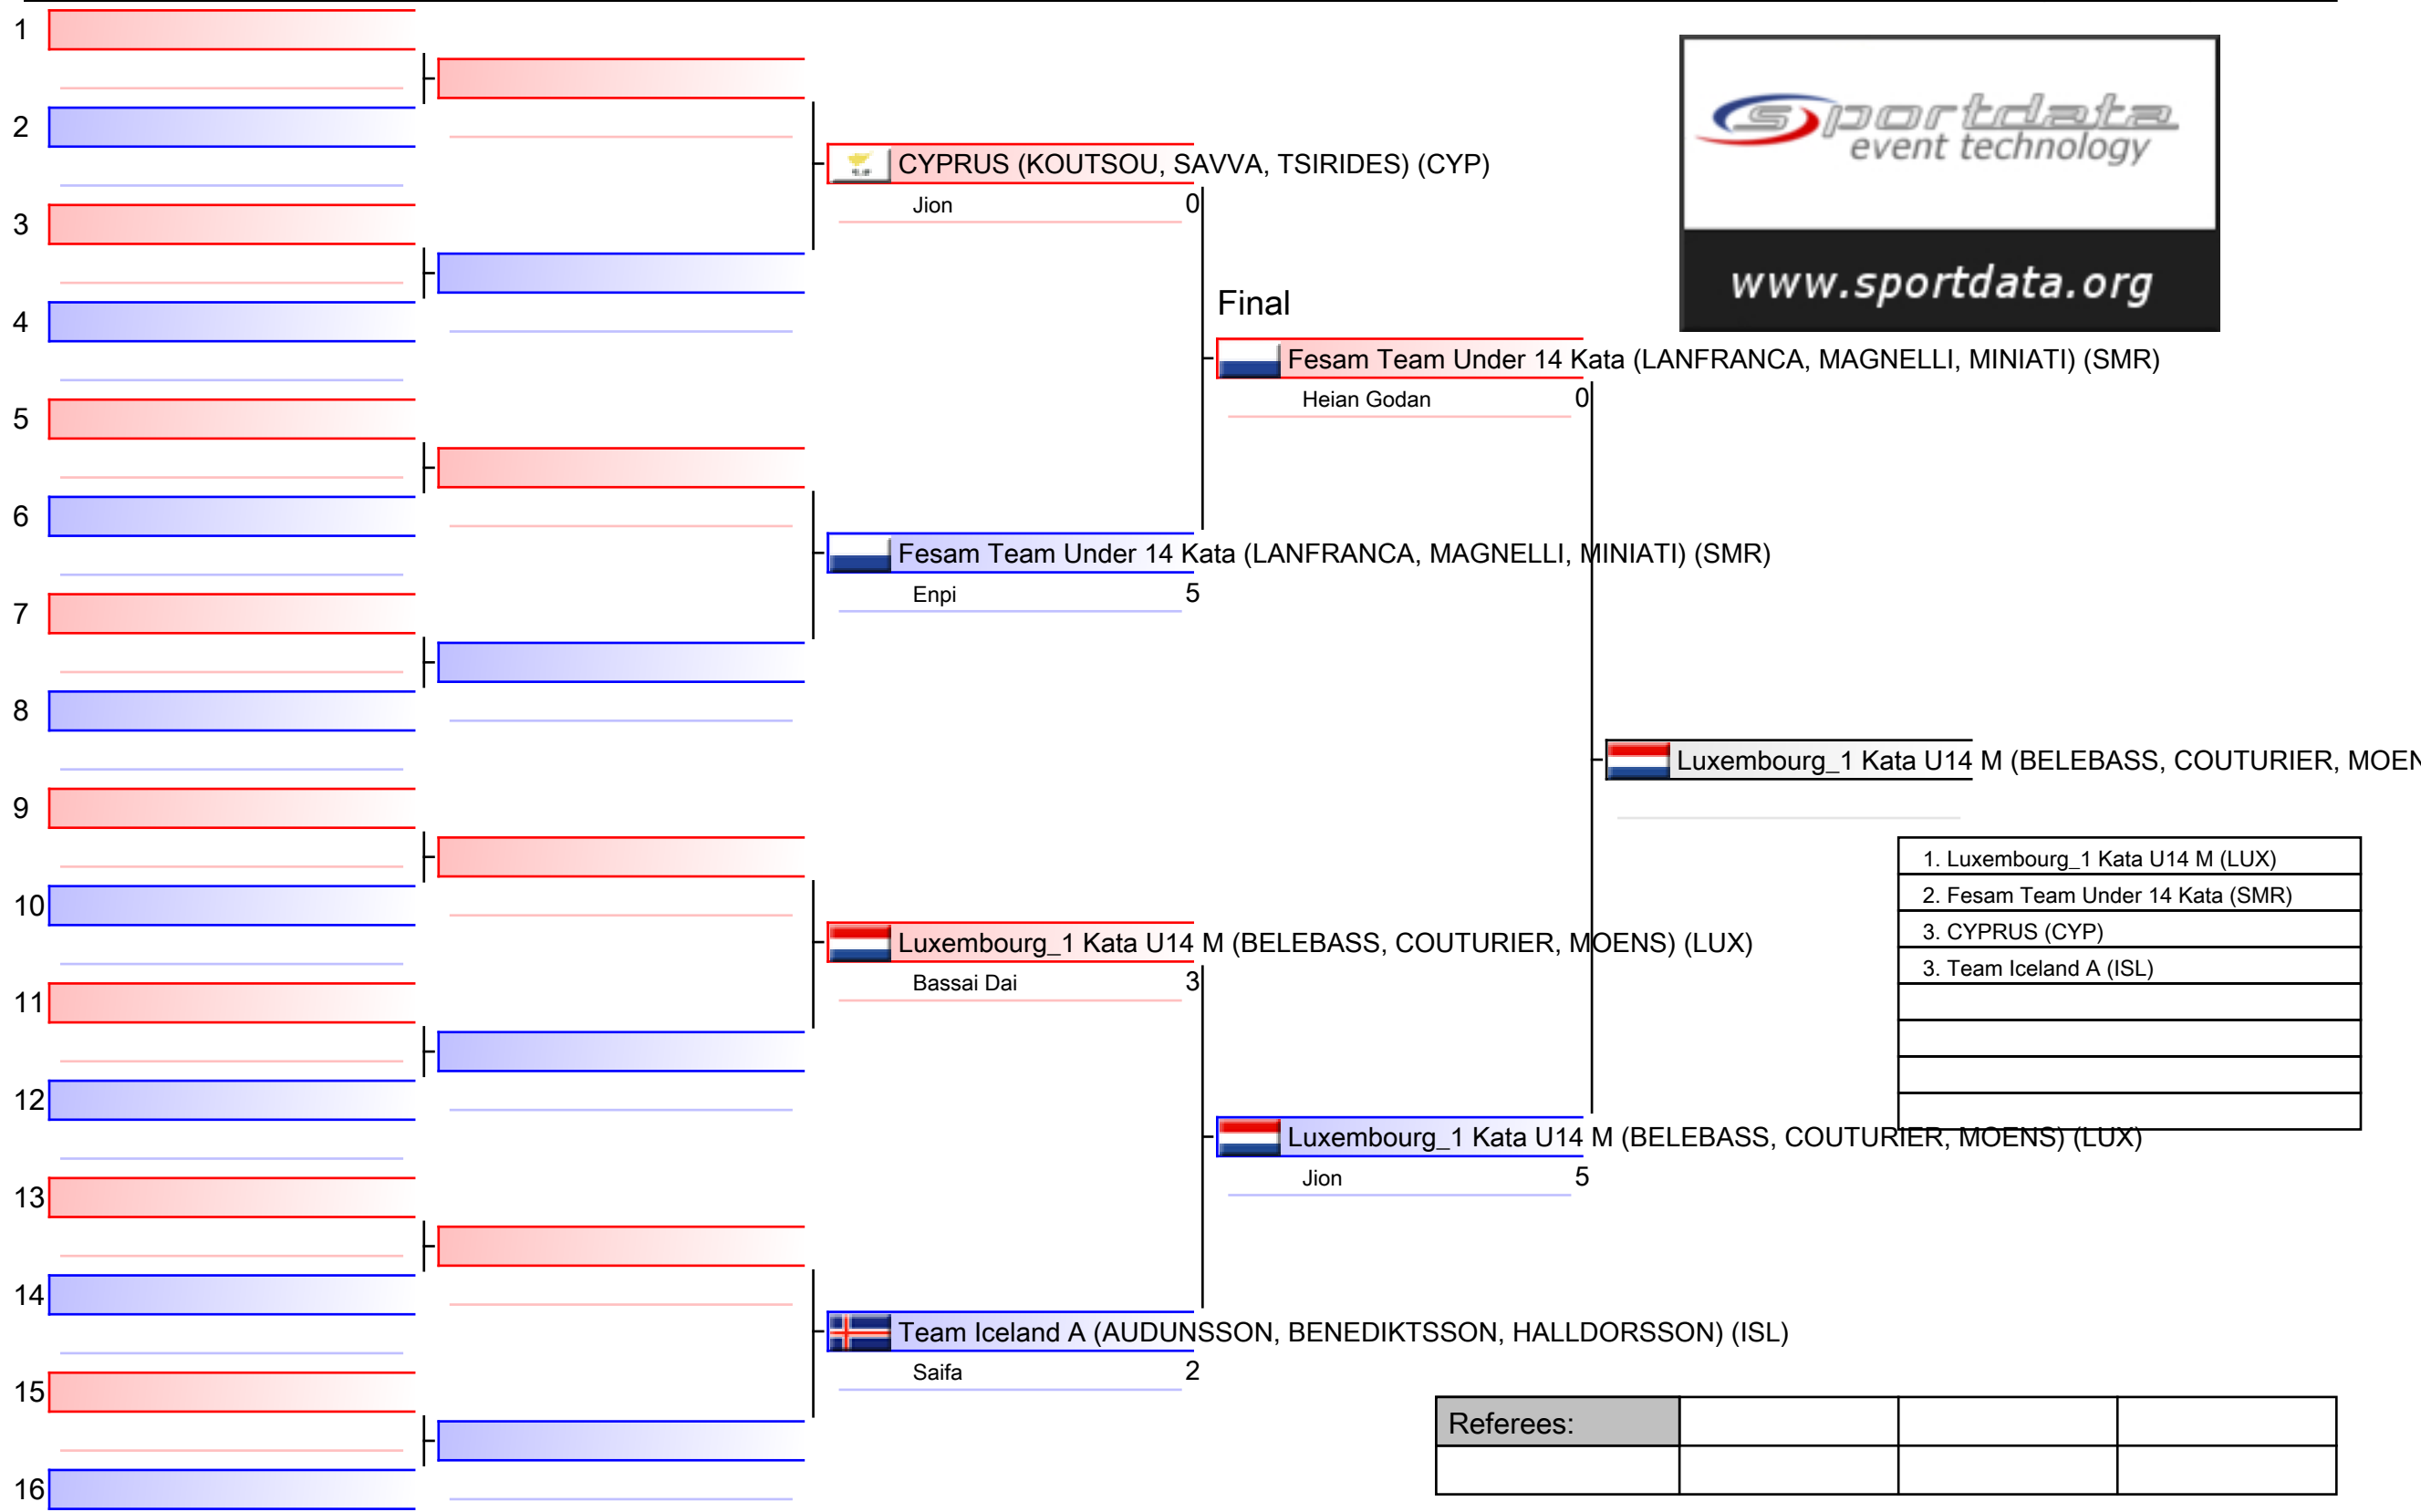 1
2
3
4
5
6
7
8
9
10
11
12
13
14
15
16
CYPRUS (KOUTSOU, SAVVA, TSIRIDES) (CYP)
Jion 0
Fesam Team Under 14 Kata (LANFRANCA, MAGNELLI, MINIATI) (SMR)
Enpi 5
Luxembourg_1 Kata U14 M (BELEBASS, COUTURIER, MOENS) (LUX)
Bassai Dai 3
Team Iceland A (AUDUNSSON, BENEDIKTSSON, HALLDORSSON) (ISL)
Saifa 2
Final
Fesam Team Under 14 Kata (LANFRANCA, MAGNELLI, MINIATI) (SMR)
Heian Godan 0
Luxembourg_1 Kata U14 M (BELEBASS, COUTURIER, MOENS) (LUX)
Jion 5
Luxembourg_1 Kata U14 M (BELEBASS, COUTURIER, MOEN
sportdata
event technology
www.sportdata.org
1. Luxembourg_1 Kata U14 M (LUX)
2. Fesam Team Under 14 Kata (SMR)
3. CYPRUS (CYP)
3. Team Iceland A (ISL)
Referees: